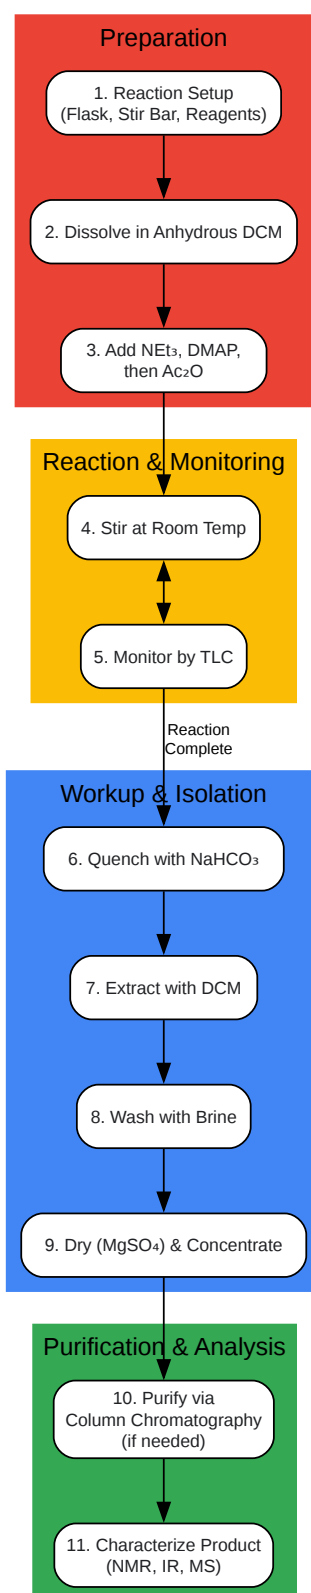 Preparation
1. Reaction Setup
(Flask, Stir Bar, Reagents)
2. Dissolve in Anhydrous DCM
3. Add NEt₃, DMAP,
then Ac₂O
Reaction & Monitoring
4. Stir at Room Temp
5. Monitor by TLC
Reaction
Complete
Workup & Isolation
6. Quench with NaHCO₃
7. Extract with DCM
8. Wash with Brine
9. Dry (MgSO₄) & Concentrate
Purification & Analysis
10. Purify via
Column Chromatography
(if needed)
11. Characterize Product
(NMR, IR, MS)